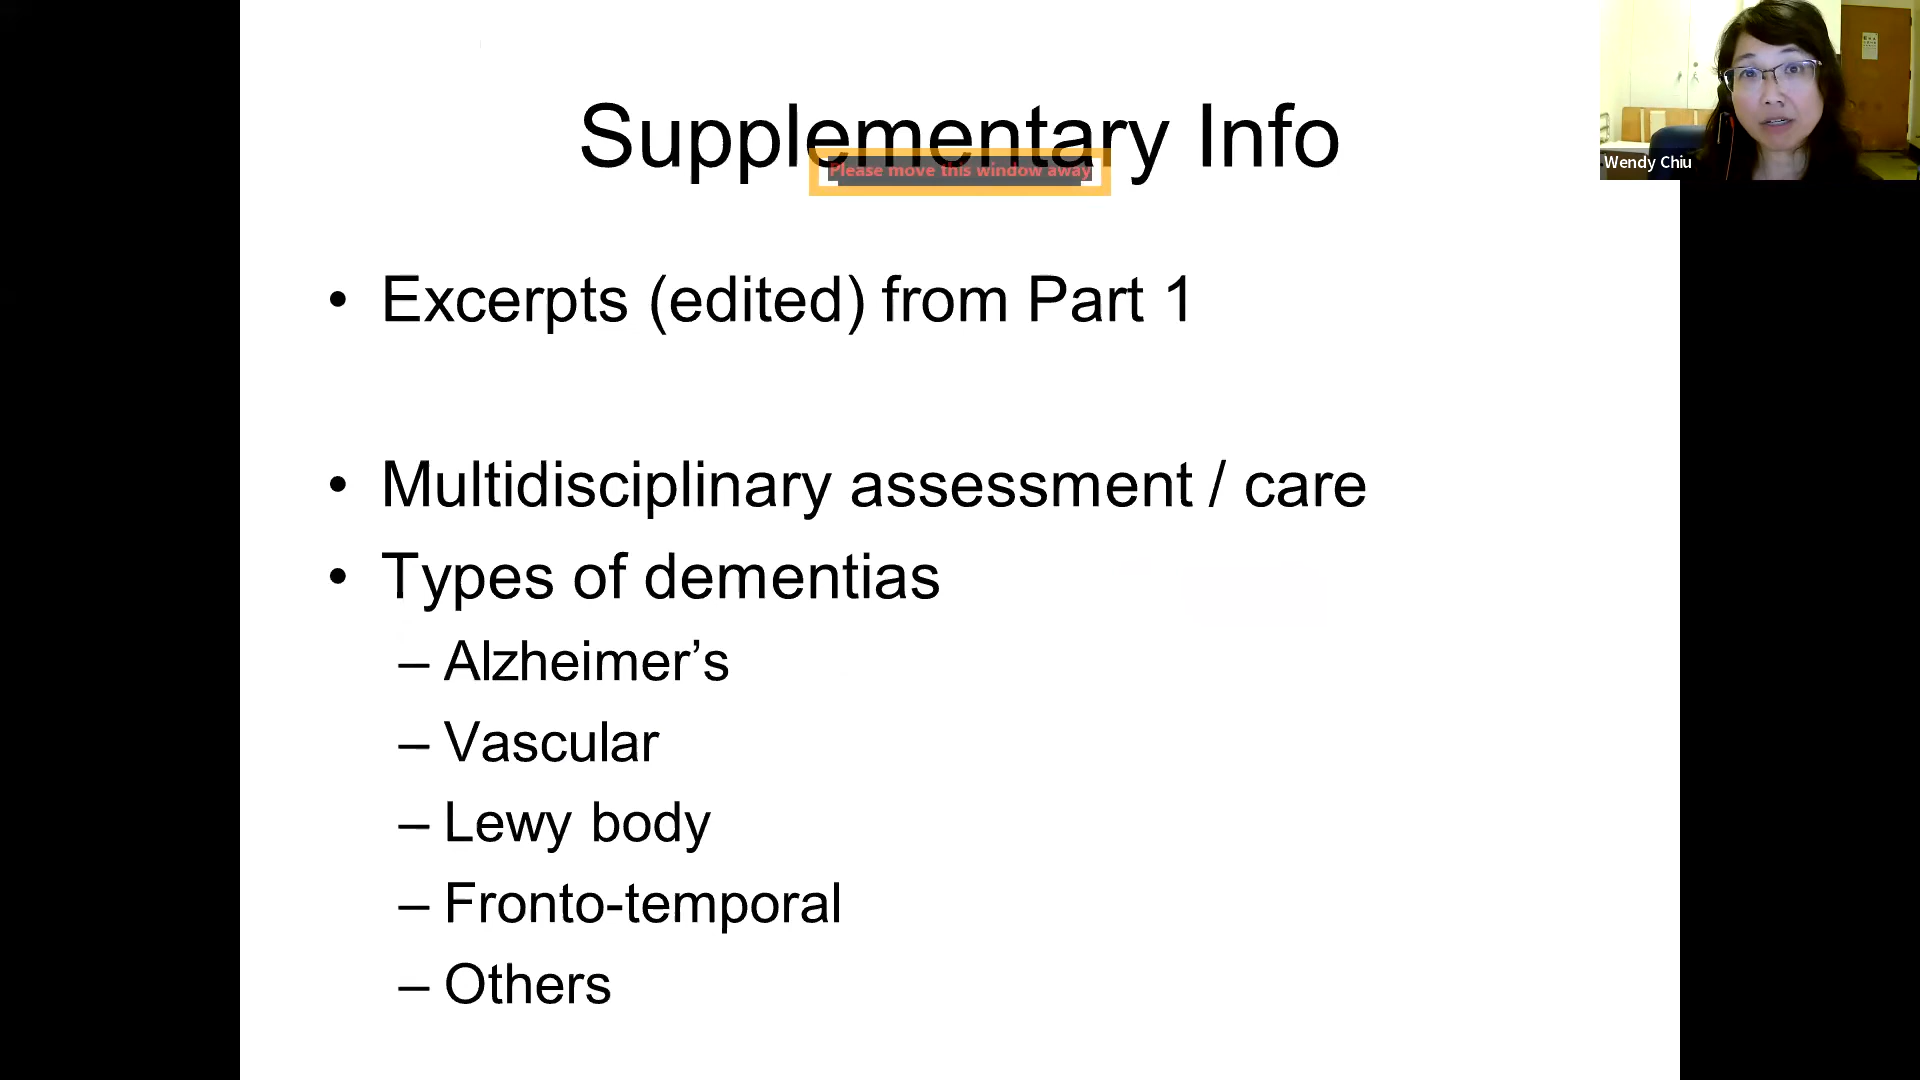 Supplementary Info
Please move this window away
Wendy Chiu
• Excerpts (edited) from Part 1
• Multidisciplinary assessment / care
• Types of dementias
– Alzheimer’s
– Vascular
– Lewy body
– Fronto-temporal
– Others